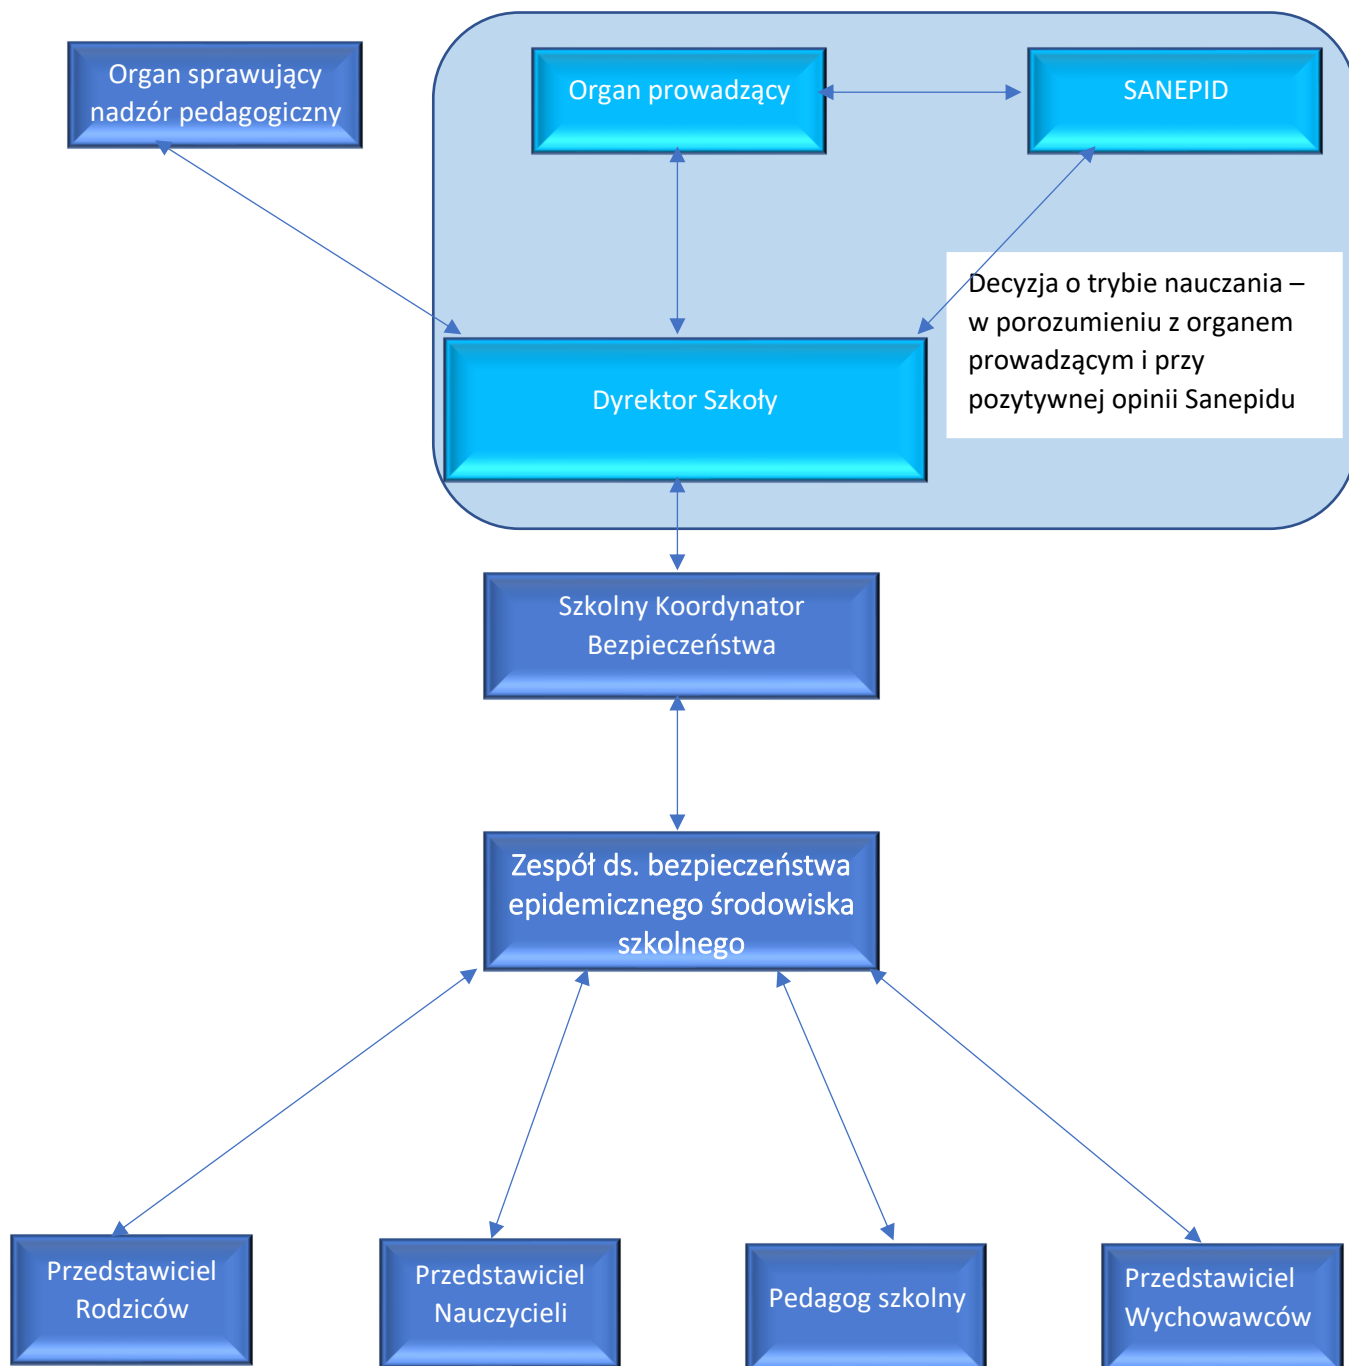 Organ sprawujący
nadzór pedagogiczny
Organ prowadzący
SANEPID
Decyzja o trybie nauczania –
w porozumieniu z organem
prowadzącym i przy
pozytywnej opinii Sanepidu
Dyrektor Szkoły
Szkolny Koordynator
Bezpieczeństwa
Zespół ds. bezpieczeństwa
epidemicznego środowiska
szkolnego
Przedstawiciel
Rodziców
Przedstawiciel
Nauczycieli
Pedagog szkolny
Przedstawiciel
Wychowawców